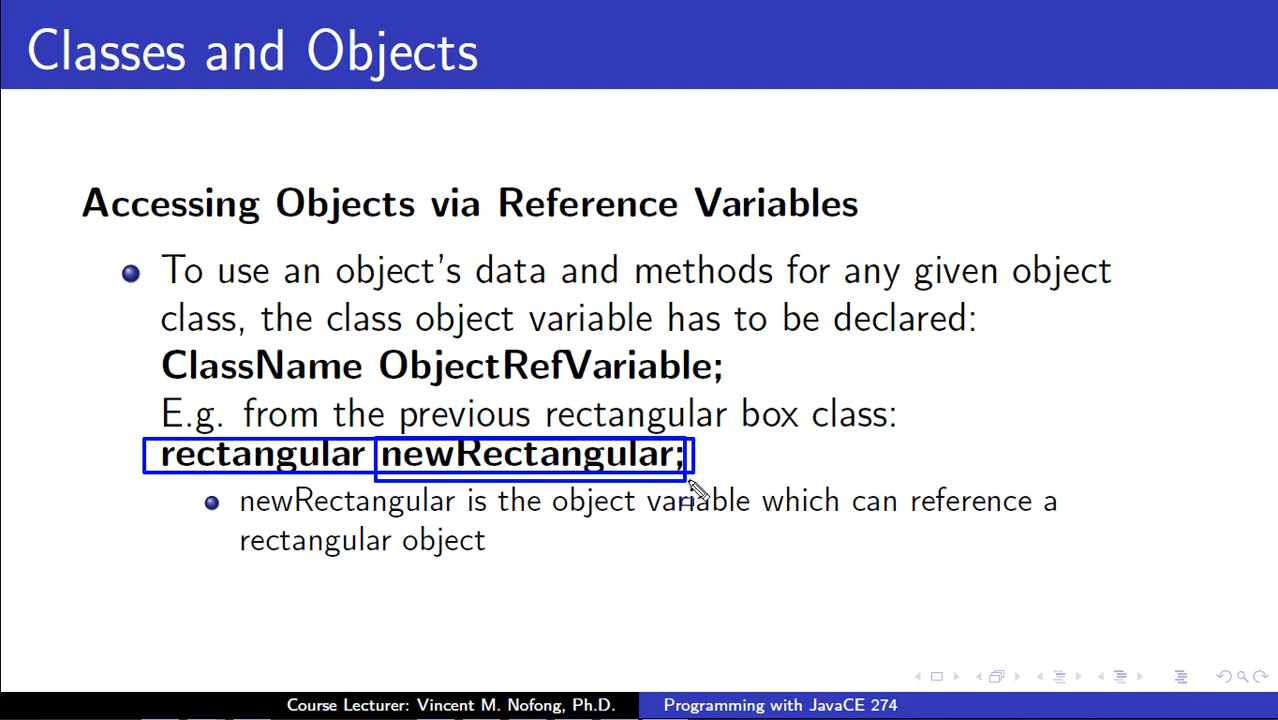 Classes and Objects
Accessing Objects via Reference Variables
To use an object's data and methods for any given object
class, the class object variable has to be declared:
ClassName ObjectRefVariable;
E.g. from the previous rectangular box class:
rectangular newRectangular;
newRectangular is the object variable which can reference a
rectangular object
Course Lecturer: Vincent M. Nofong, Ph.D. Programming with JavaCE 274